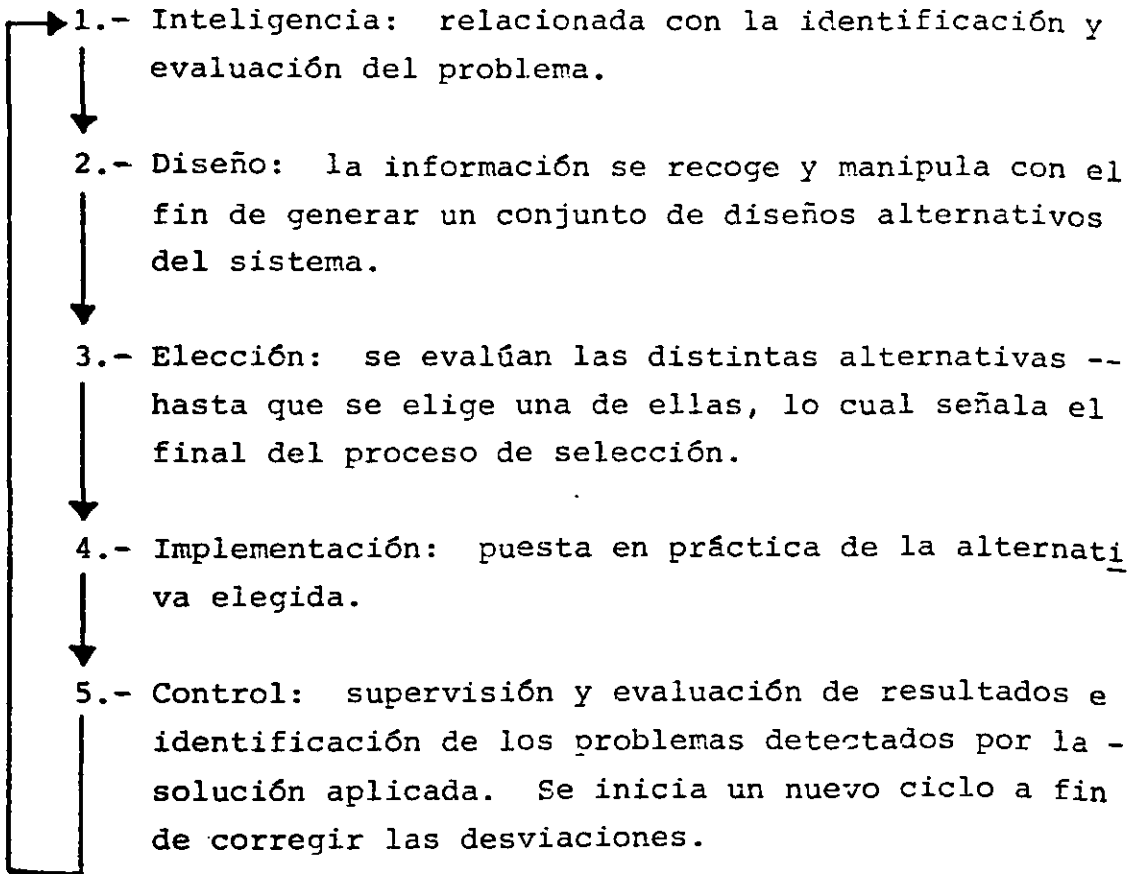 1.- Inteligencia: relacionada con la identificación y
evaluación del problema.
2.- Diseño: la información se recoge y manipula con el
fin de generar un conjunto de diseños alternativos
del sistema.
3.- Elección: se evalúan las distintas alternativas --
hasta que se elige una de ellas, lo cual señala el
final del proceso de selección.
4.- Implementación: puesta en práctica de la alternati
va elegida.
5.- Control: supervisión y evaluación de resultados e
identificación de los problemas detectados por la -
solución aplicada. Se inicia un nuevo ciclo a fin
de corregir las desviaciones.